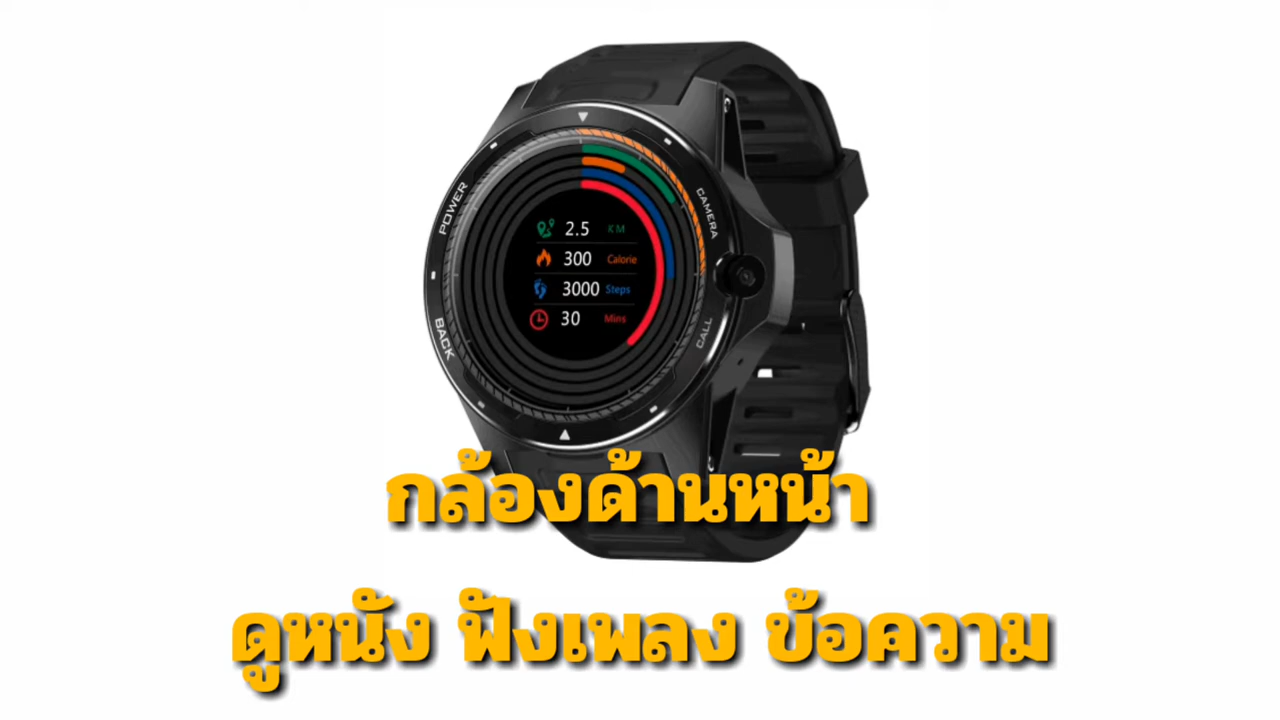 POWER
CAMERA
2.5 KM
300 Calorie
3000 Steps
30 Mins
BACK
CALL
กล้องด้านหน้า
ดูหนัง ฟังเพลง ข้อความ